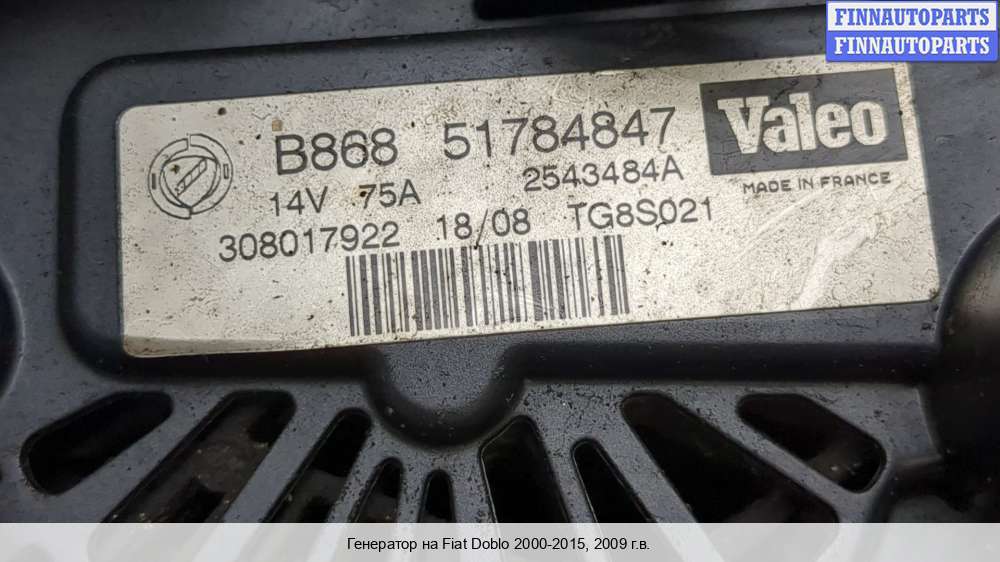 FINNAUTOPARTS
FINNAUTOPARTS
B868 51784847
Valeo
14V 75A 2543484A
MADE IN FRANCE
308017922 18/08 TG8S021
Генератор на Fiat Doblo 2000-2015, 2009 г.в.